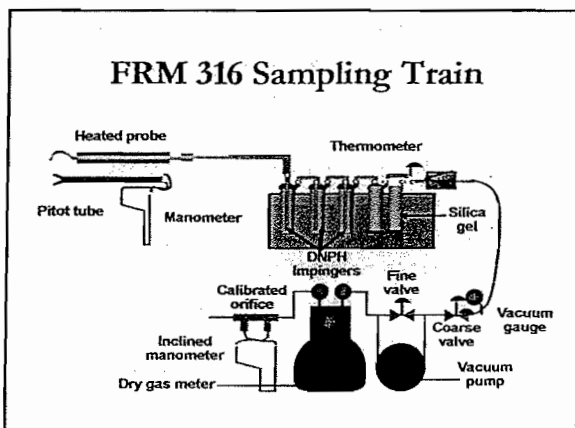 FRM 316 Sampling Train
Heated probe
Thermometer
Pitot tube
Manometer
Silica
gel
DNPH
Impingers
Calibrated
orifice
Fine
valve
Vacuum
gauge
Coarse
valve
Inclined
manometer
Vacuum
pump
Dry gas meter